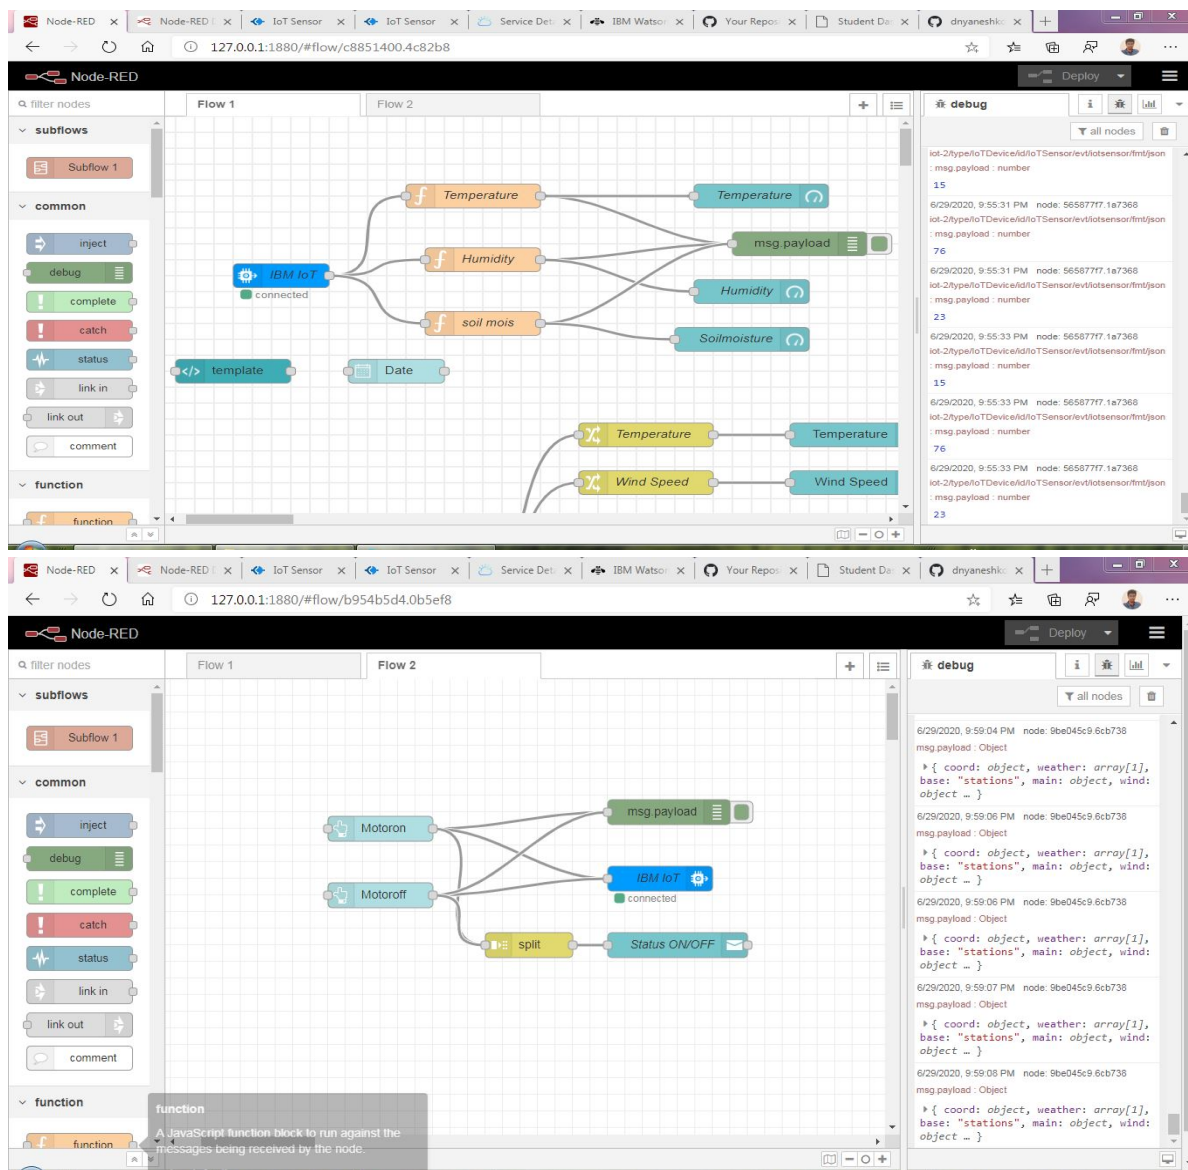 Node-RED
Node-RED
IoT Sensor
IoT Sensor
Service Deta
IBM Watson
Your Reposi
Student Das
dnyaneshko
127.0.0.1:1880/#flow/c8851400.4c82b8
Node-RED
Deploy
filter nodes
Flow 1
Flow 2
debug
i
all nodes
subflows
Subflow 1
common
inject
debug
complete
catch
status
link in
link out
comment
function
function
Temperature
Temperature
msg.payload
Humidity
IBM IoT
connected
Humidity
soil mois
Soilmoisture
template
Date
Temperature
Temperature
Wind Speed
Wind Speed
iot-2/type/IoTDevice/id/IoTSensor/evt/iotsensor/fmt/json
: msg.payload : number
15
6/29/2020, 9:55:31 PM node: 565877f7.1a7368
iot-2/type/IoTDevice/id/IoTSensor/evt/iotsensor/fmt/json
: msg.payload : number
76
6/29/2020, 9:55:31 PM node: 565877f7.1a7368
iot-2/type/IoTDevice/id/IoTSensor/evt/iotsensor/fmt/json
: msg.payload : number
23
6/29/2020, 9:55:33 PM node: 565877f7.1a7368
iot-2/type/IoTDevice/id/IoTSensor/evt/iotsensor/fmt/json
: msg.payload : number
15
6/29/2020, 9:55:33 PM node: 565877f7.1a7368
iot-2/type/IoTDevice/id/IoTSensor/evt/iotsensor/fmt/json
: msg.payload : number
76
6/29/2020, 9:55:33 PM node: 565877f7.1a7368
iot-2/type/IoTDevice/id/IoTSensor/evt/iotsensor/fmt/json
: msg.payload : number
23
Node-RED
Node-RED
IoT Sensor
IoT Sensor
Service Deta
IBM Watson
Your Reposi
Student Das
dnyaneshko
127.0.0.1:1880/#flow/b954b5d4.0b5ef8
Node-RED
Deploy
filter nodes
Flow 1
Flow 2
debug
i
all nodes
subflows
Subflow 1
common
inject
debug
complete
catch
status
link in
link out
comment
function
function
function
A JavaScript function block to run against the
messages being received by the node.
msg.payload
Motoron
IBM IoT
connected
Motoroff
split
Status ON/OFF
6/29/2020, 9:59:04 PM node: 9be045c9.6cb738
msg.payload : Object
{ coord: object, weather: array[1],
base: "stations", main: object, wind:
object … }
6/29/2020, 9:59:06 PM node: 9be045c9.6cb738
msg.payload : Object
{ coord: object, weather: array[1],
base: "stations", main: object, wind:
object … }
6/29/2020, 9:59:06 PM node: 9be045c9.6cb738
msg.payload : Object
{ coord: object, weather: array[1],
base: "stations", main: object, wind:
object … }
6/29/2020, 9:59:07 PM node: 9be045c9.6cb738
msg.payload : Object
{ coord: object, weather: array[1],
base: "stations", main: object, wind:
object … }
6/29/2020, 9:59:08 PM node: 9be045c9.6cb738
msg.payload : Object
{ coord: object, weather: array[1],
base: "stations", main: object, wind:
object … }